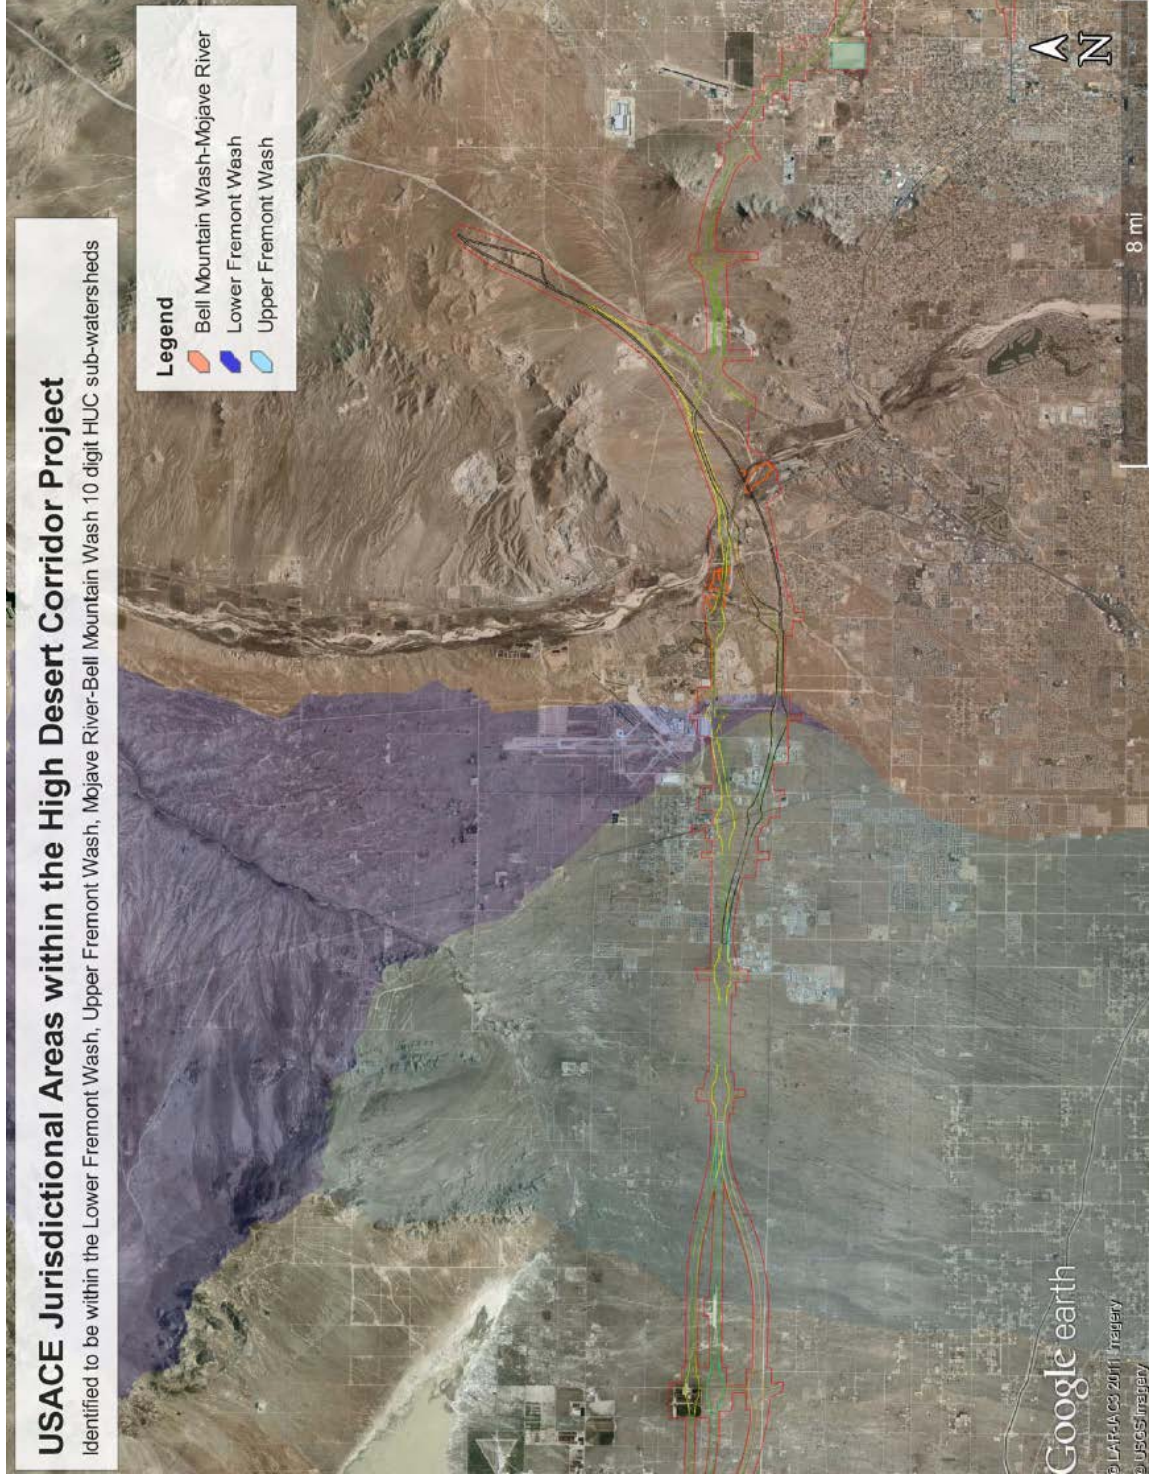 USACE Jurisdictional Areas within the High Desert Corridor Project
Identified to be within the Lower Fremont Wash, Upper Fremont Wash, Mojave River-Bell Mountain Wash 10 digit HUC sub-watersheds
Legend
Bell Mountain Wash-Mojave River
Lower Fremont Wash
Upper Fremont Wash
N
8 mi
Google earth
© LAR-IAC3 2011 Imagery
© USGS Imagery